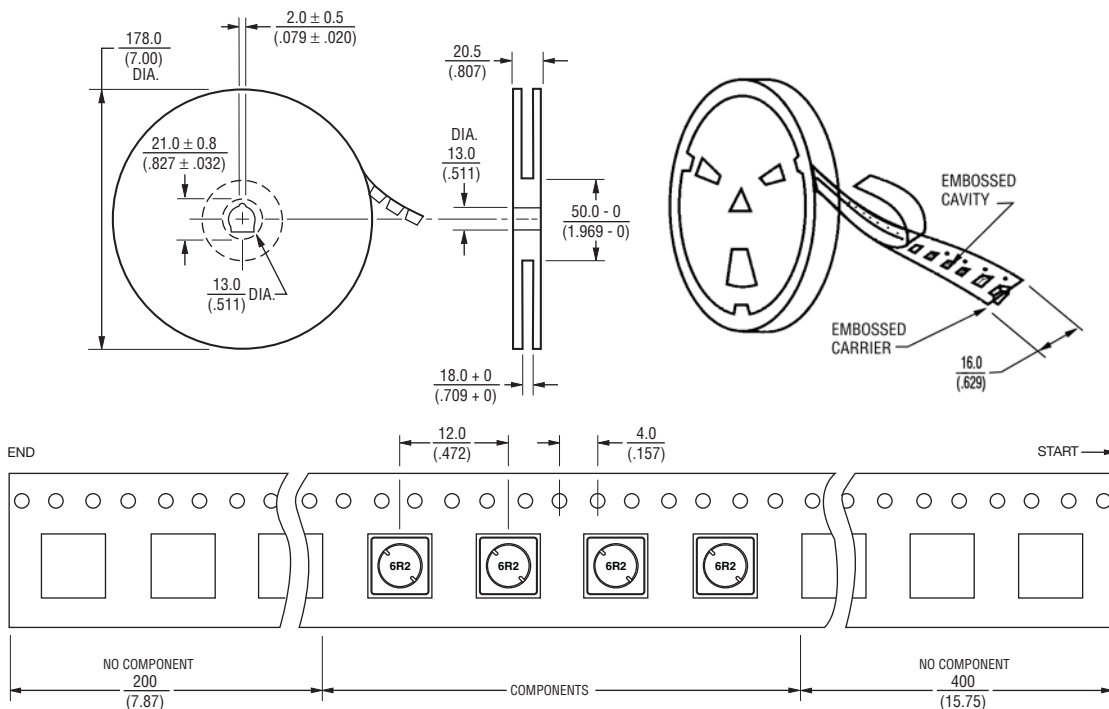 2.0 ± 0.5
(.079 ± .020)
178.0
(7.00)
DIA.
21.0 ± 0.8
(.827 ± .032)
13.0
(.511)
DIA.
20.5
(.807)
DIA.
13.0
(.511)
50.0 - 0
(1.969 - 0)
18.0 + 0
(.709 + 0)
EMBOSSED
CAVITY
EMBOSSED
CARRIER
16.0
(.629)
END
12.0
(.472)
4.0
(.157)
START
6R2
6R2
6R2
6R2
NO COMPONENT
200
(7.87)
COMPONENTS
NO COMPONENT
400
(15.75)